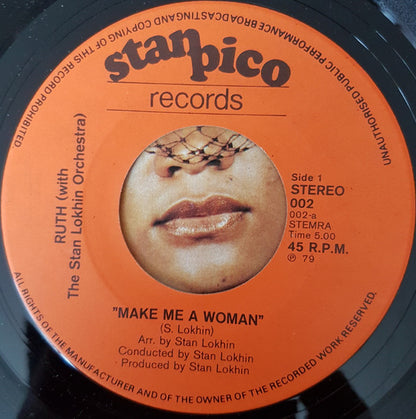 UNAUTHORISED PUBLIC PERFORMANCE BROADCASTING AND COPYING OF THIS RECORD PROHIBITED.
stanpico
records
RUTH (with
The Stan Lokhin Orchestra)
Side 1
STEREO
002
002-a
STEMRA
Time 5.00
45 R.P.M.
℗ 79
"MAKE ME A WOMAN"
(S. Lokhin)
Arr. by Stan Lokhin
Conducted by Stan Lokhin
Produced by Stan Lokhin
ALL RIGHTS OF THE MANUFACTURER AND OF THE OWNER OF THE RECORDED WORK RESERVED.